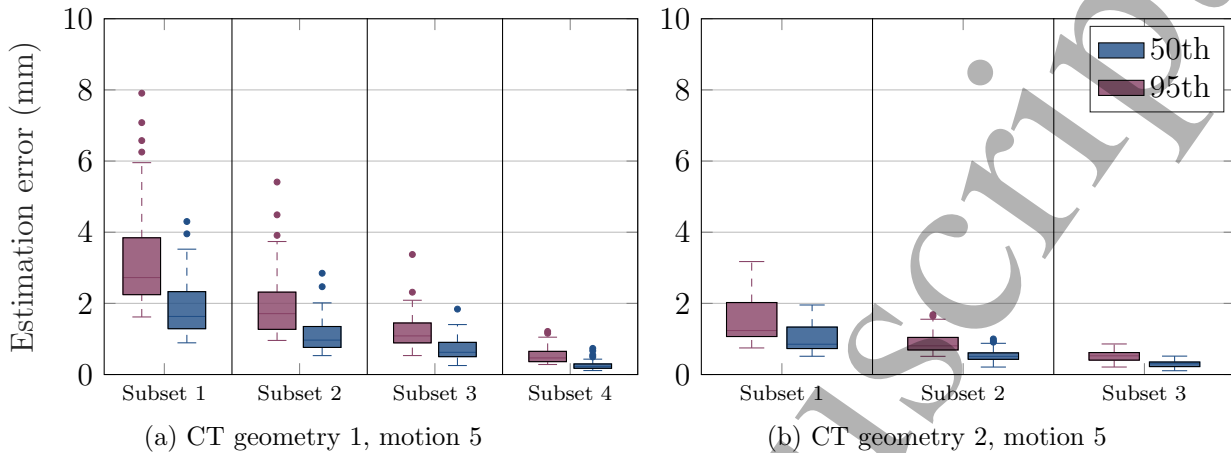 Estimation error (mm)
10
8
6
4
2
0
Subset 1 Subset 2 Subset 3 Subset 4
(a) CT geometry 1, motion 5
10
8
6
4
2
0
50th
95th
Subset 1 Subset 2 Subset 3
(b) CT geometry 2, motion 5